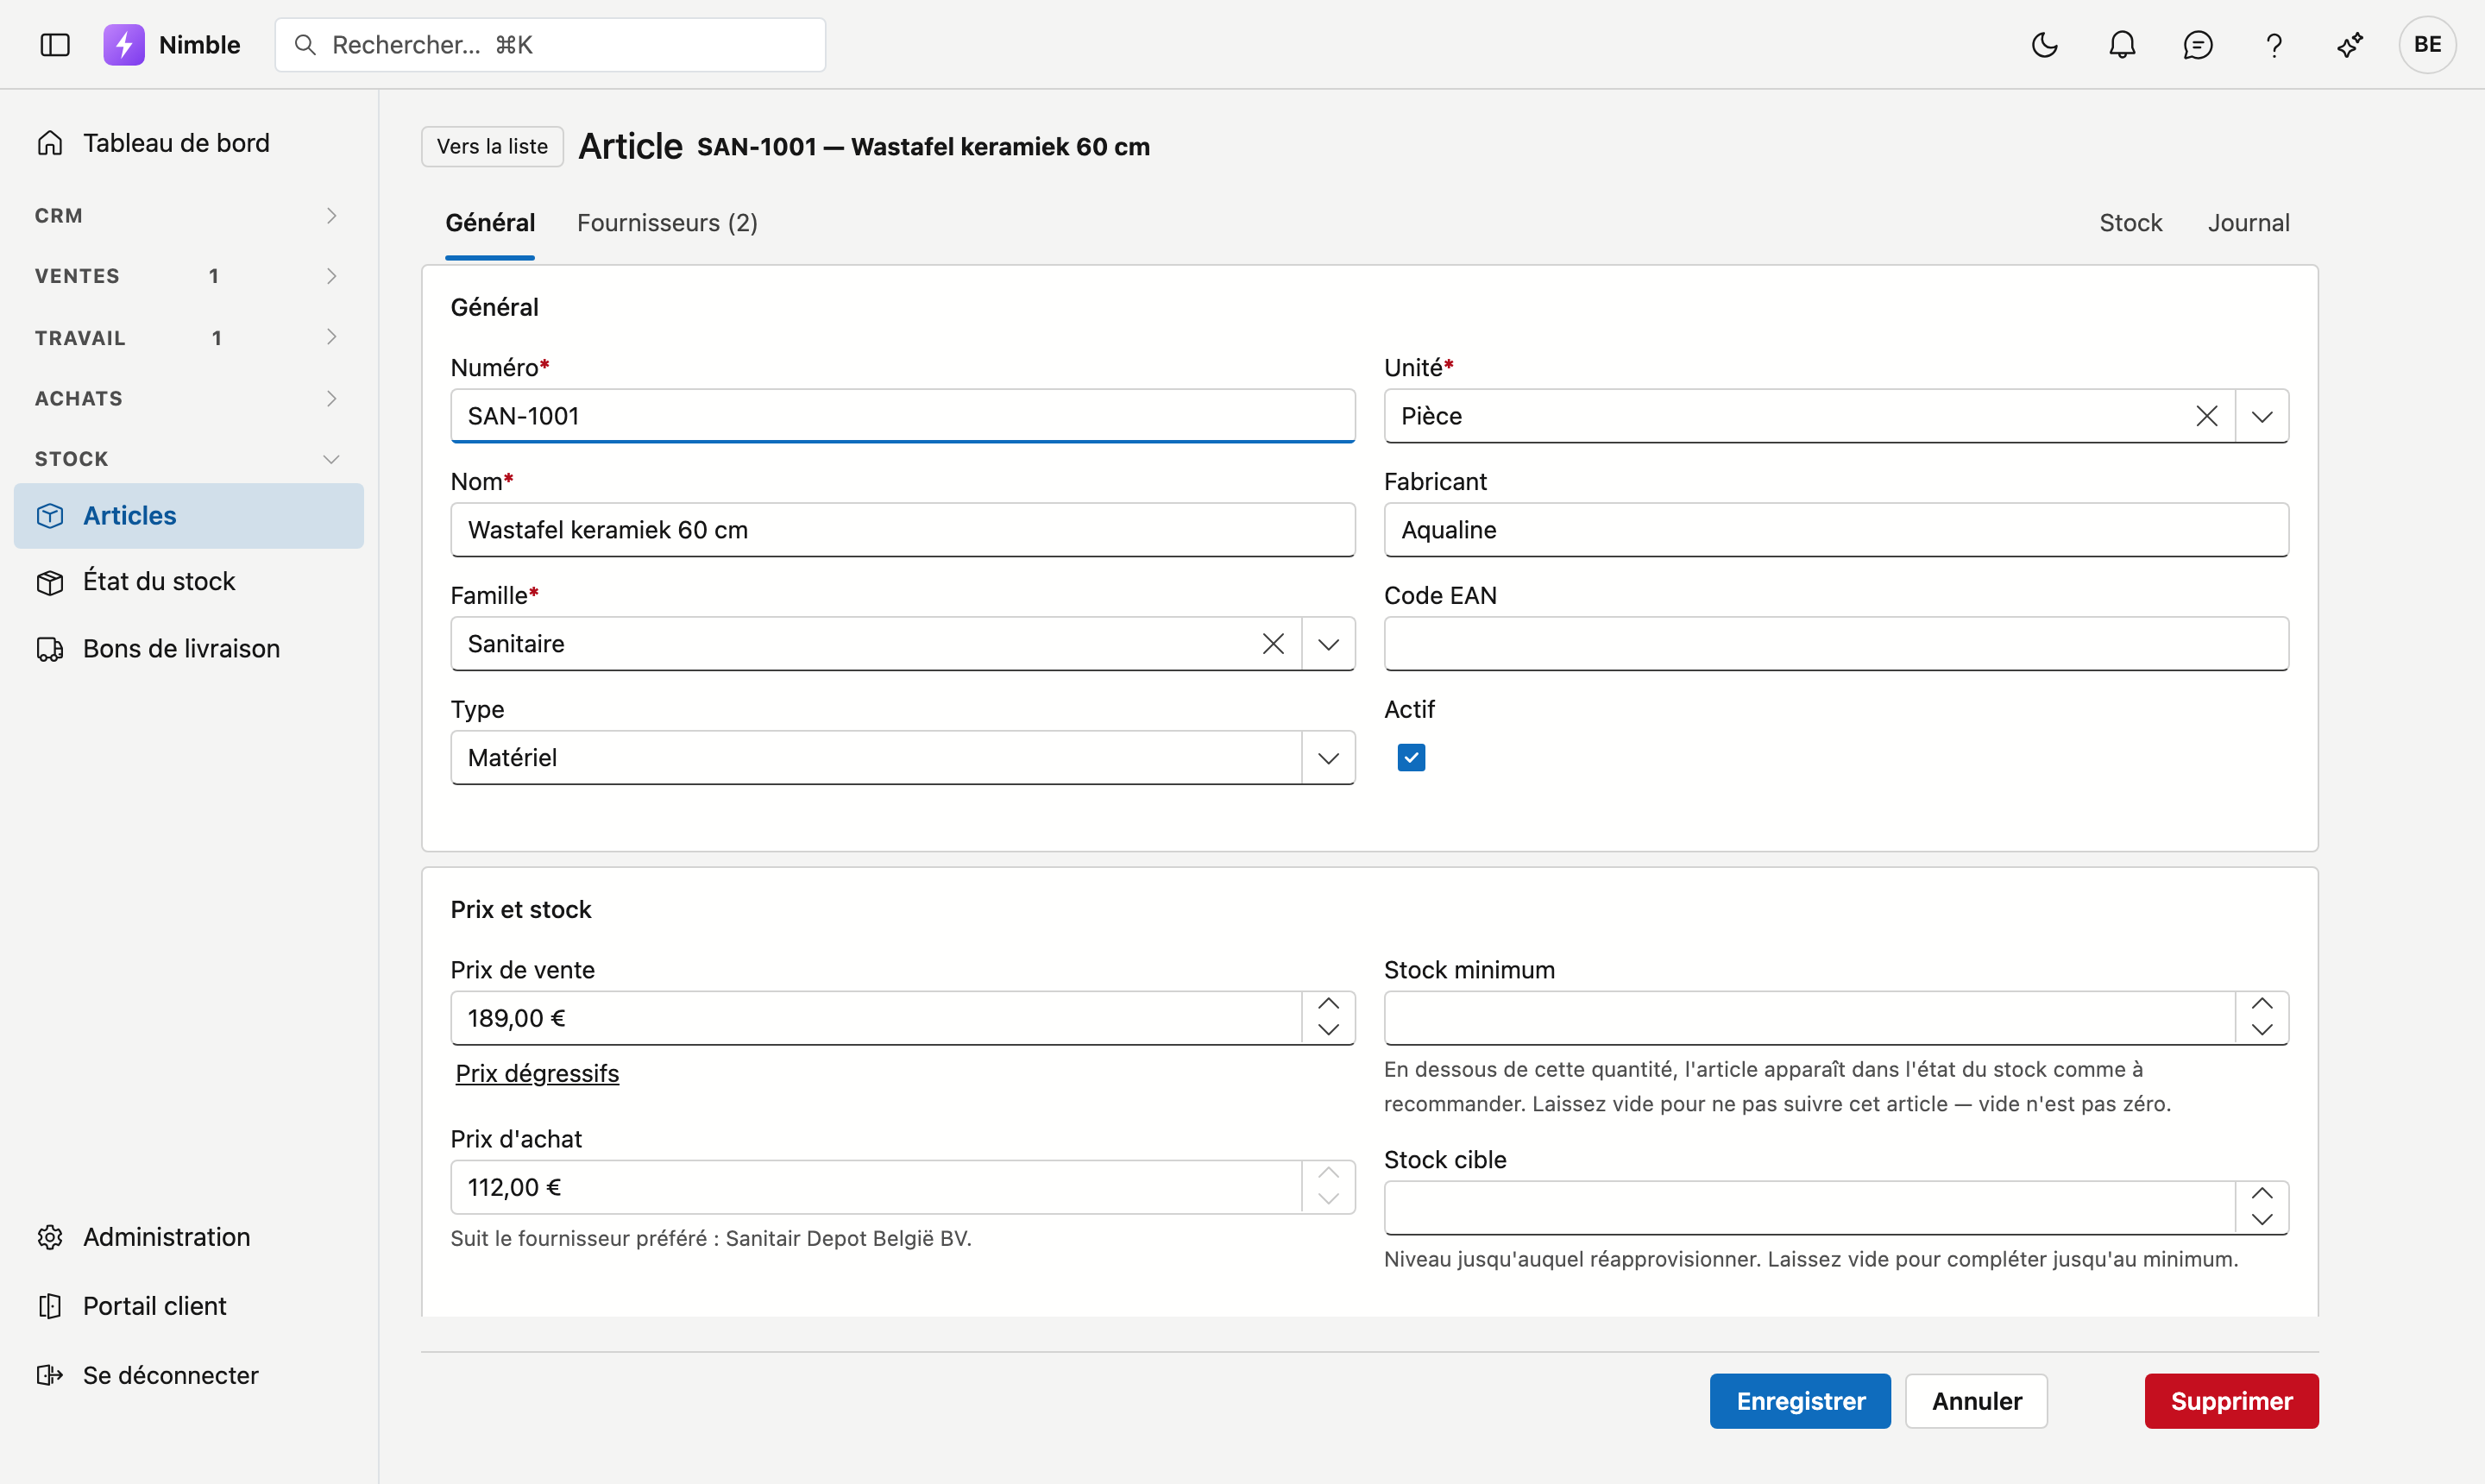 Nimble
Rechercher... ⌘K
BE
Tableau de bord
CRM
VENTES 1
TRAVAIL 1
ACHATS
STOCK
Articles
État du stock
Bons de livraison
Administration
Portail client
Se déconnecter
Vers la liste Article SAN-1001 — Wastafel keramiek 60 cm
Général Fournisseurs (2) Stock Journal
Général
Numéro*
SAN-1001
Unité*
Pièce
Nom*
Wastafel keramiek 60 cm
Fabricant
Aqualine
Famille*
Sanitaire
Code EAN
Type
Matériel
Actif
Prix et stock
Prix de vente
189,00 €
Prix dégressifs
Prix d'achat
112,00 €
Suit le fournisseur préféré : Sanitair Depot België BV.
Stock minimum
En dessous de cette quantité, l'article apparaît dans l'état du stock comme à
recommander. Laissez vide pour ne pas suivre cet article — vide n'est pas zéro.
Stock cible
Niveau jusqu'auquel réapprovisionner. Laissez vide pour compléter jusqu'au minimum.
Enregistrer Annuler Supprimer